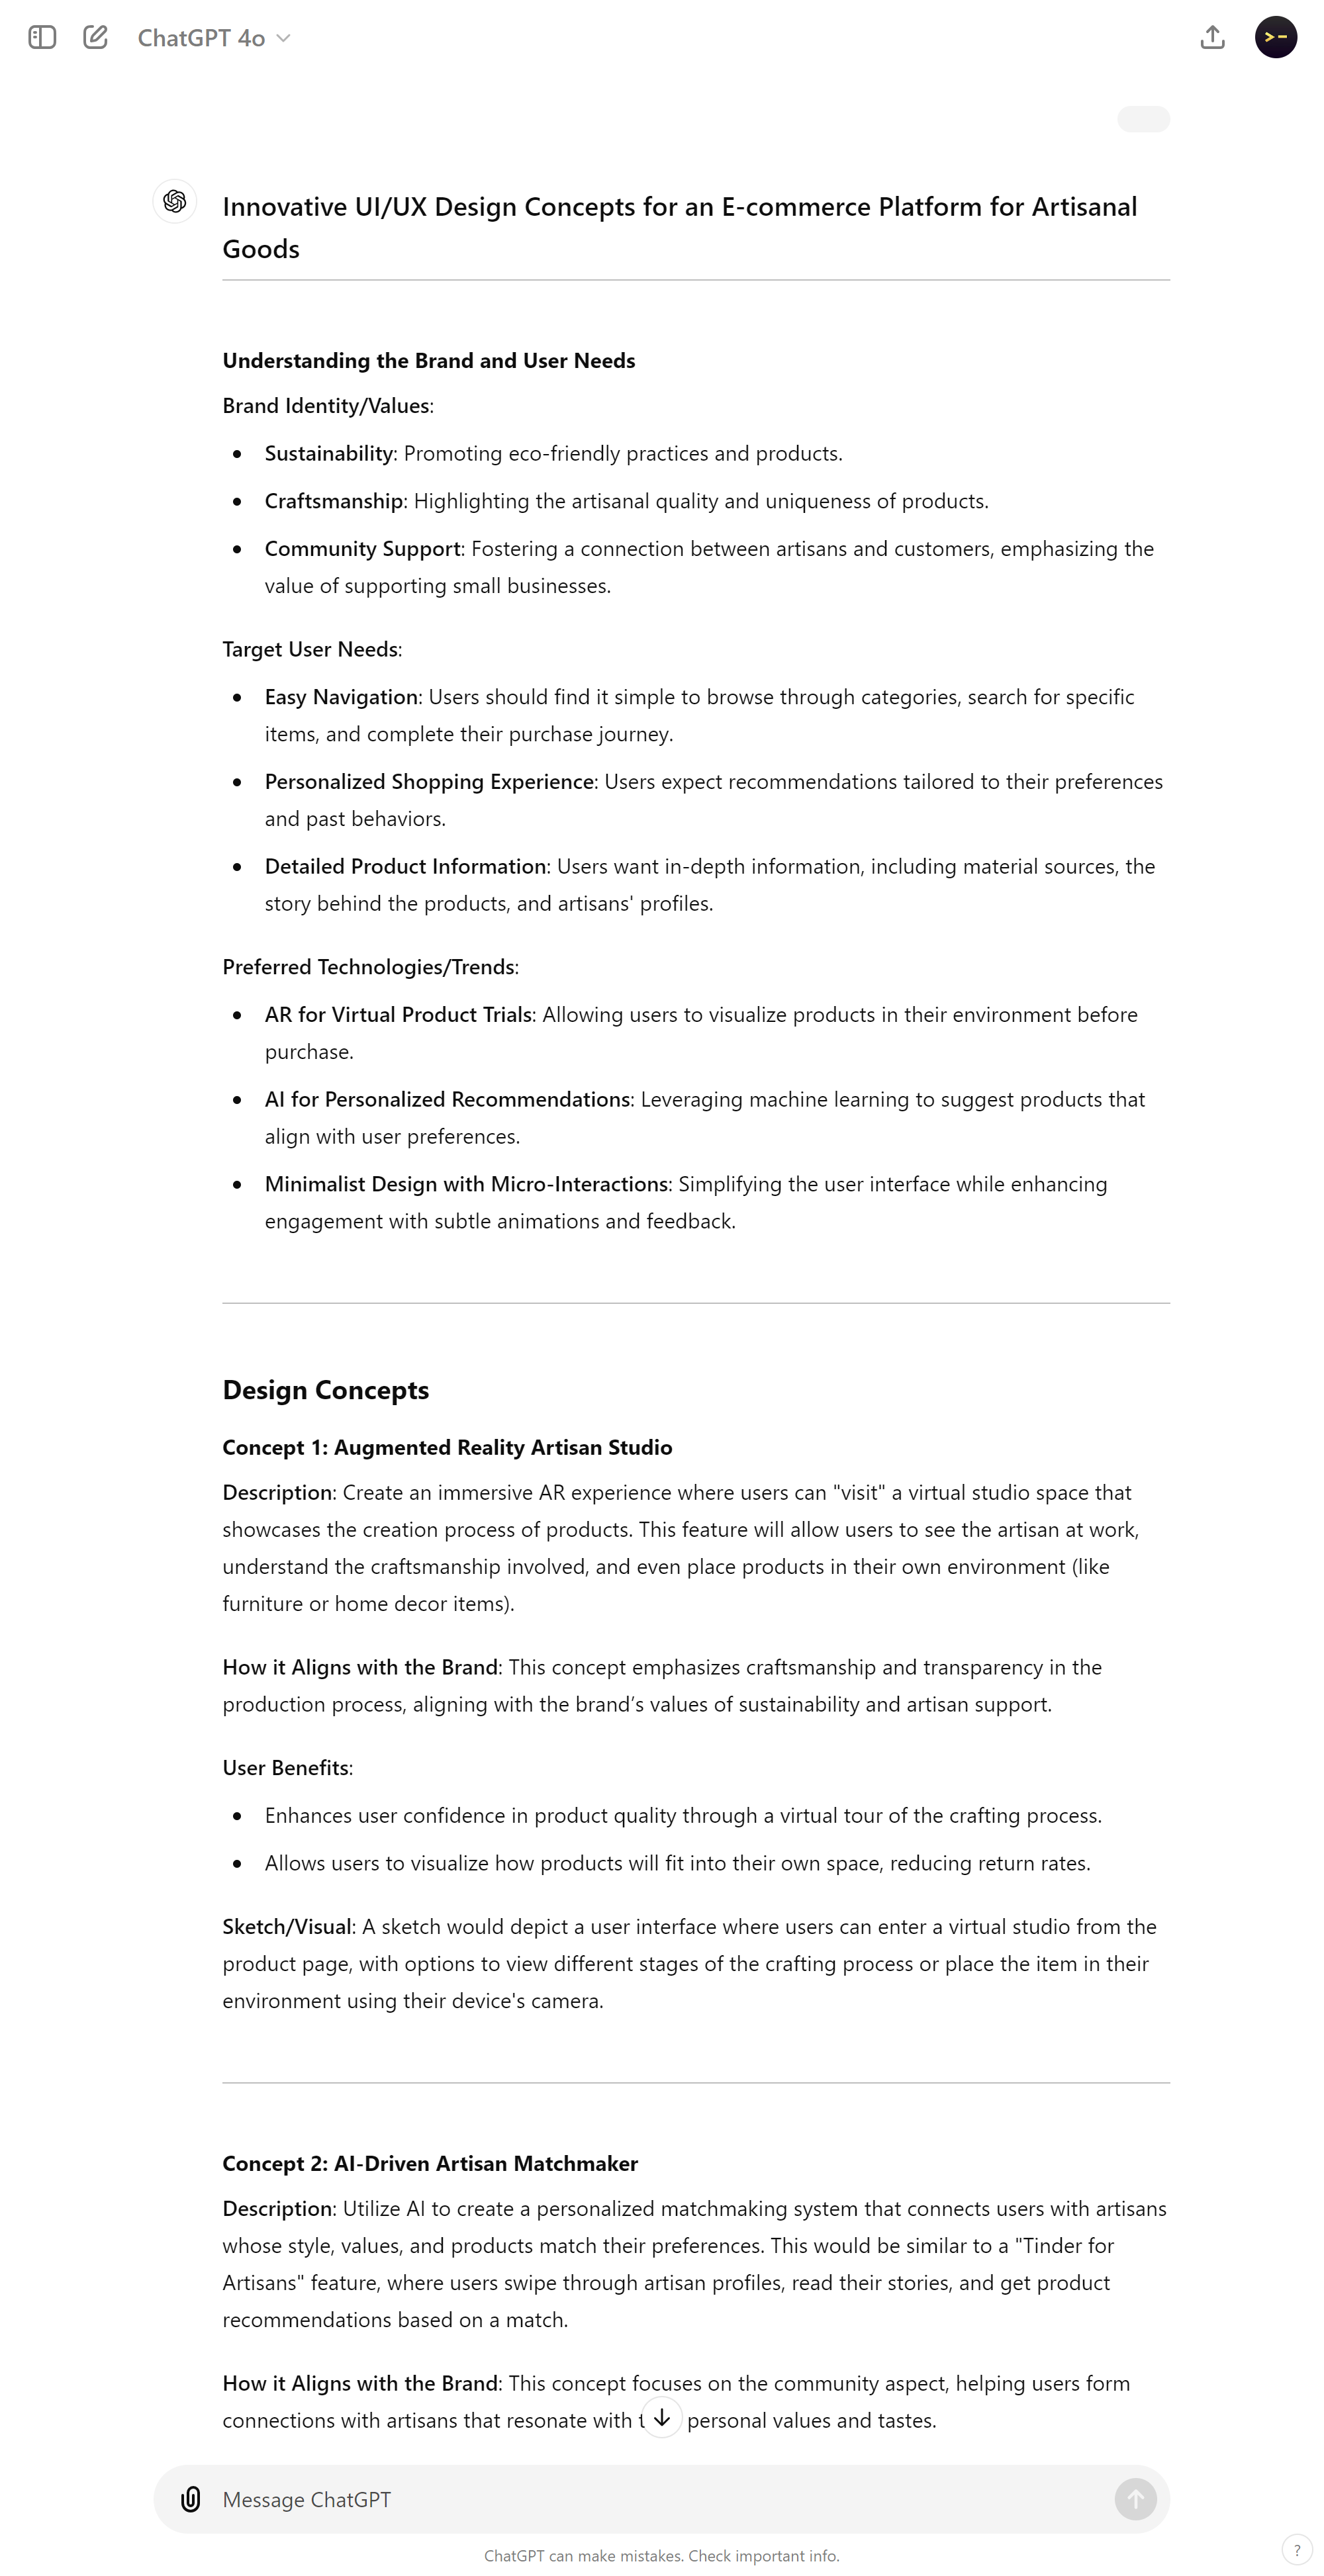 ChatGPT 4o
>-
Innovative UI/UX Design Concepts for an E-commerce Platform for Artisanal
Goods
Understanding the Brand and User Needs
Brand Identity/Values:
Sustainability: Promoting eco-friendly practices and products.
Craftsmanship: Highlighting the artisanal quality and uniqueness of products.
Community Support: Fostering a connection between artisans and customers, emphasizing the
value of supporting small businesses.
Target User Needs:
Easy Navigation: Users should find it simple to browse through categories, search for specific
items, and complete their purchase journey.
Personalized Shopping Experience: Users expect recommendations tailored to their preferences
and past behaviors.
Detailed Product Information: Users want in-depth information, including material sources, the
story behind the products, and artisans' profiles.
Preferred Technologies/Trends:
AR for Virtual Product Trials: Allowing users to visualize products in their environment before
purchase.
AI for Personalized Recommendations: Leveraging machine learning to suggest products that
align with user preferences.
Minimalist Design with Micro-Interactions: Simplifying the user interface while enhancing
engagement with subtle animations and feedback.
Design Concepts
Concept 1: Augmented Reality Artisan Studio
Description: Create an immersive AR experience where users can "visit" a virtual studio space that
showcases the creation process of products. This feature will allow users to see the artisan at work,
understand the craftsmanship involved, and even place products in their own environment (like
furniture or home decor items).
How it Aligns with the Brand: This concept emphasizes craftsmanship and transparency in the
production process, aligning with the brand’s values of sustainability and artisan support.
User Benefits:
Enhances user confidence in product quality through a virtual tour of the crafting process.
Allows users to visualize how products will fit into their own space, reducing return rates.
Sketch/Visual: A sketch would depict a user interface where users can enter a virtual studio from the
product page, with options to view different stages of the crafting process or place the item in their
environment using their device's camera.
Concept 2: AI-Driven Artisan Matchmaker
Description: Utilize AI to create a personalized matchmaking system that connects users with artisans
whose style, values, and products match their preferences. This would be similar to a "Tinder for
Artisans" feature, where users swipe through artisan profiles, read their stories, and get product
recommendations based on a match.
How it Aligns with the Brand: This concept focuses on the community aspect, helping users form
connections with artisans that resonate with personal values and tastes.
Message ChatGPT
ChatGPT can make mistakes. Check important info.
?